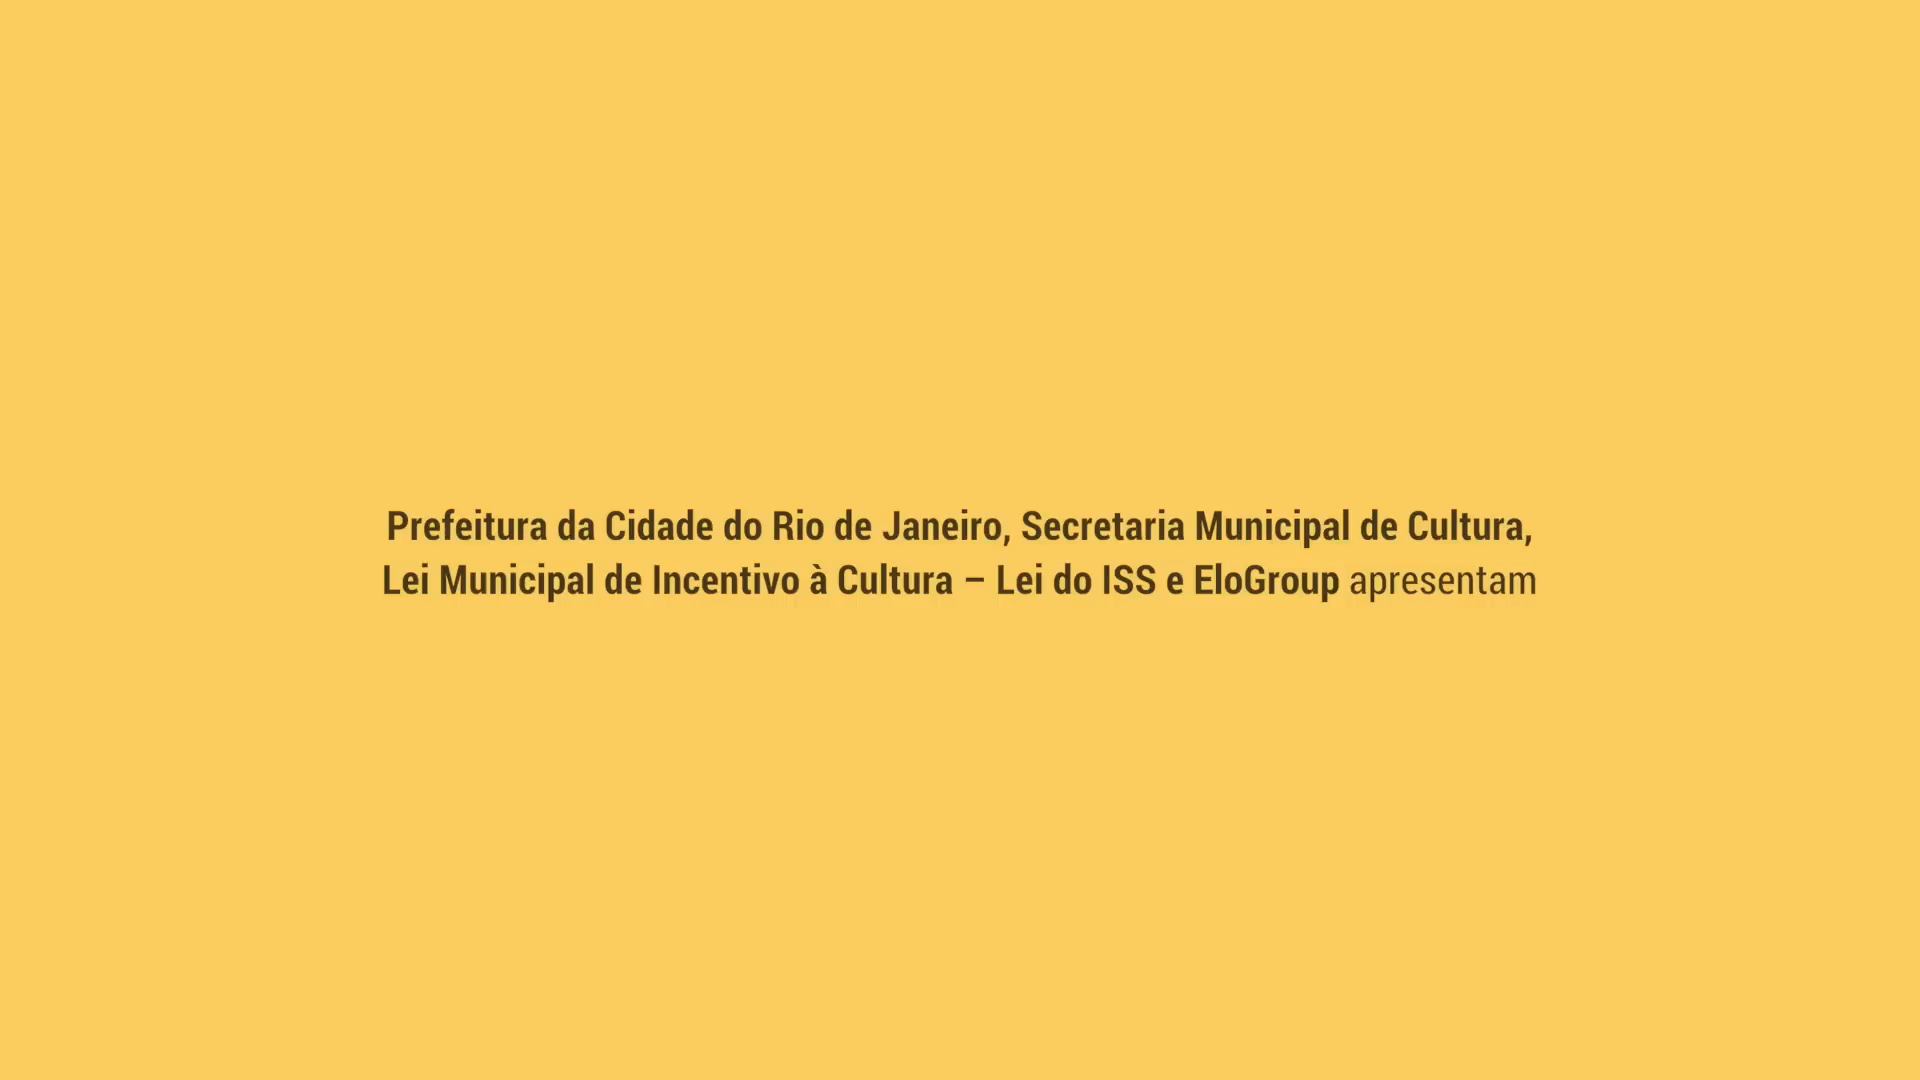 Prefeitura da Cidade do Rio de Janeiro, Secretaria Municipal de Cultura,
Lei Municipal de Incentivo à Cultura – Lei do ISS e EloGroup apresentam